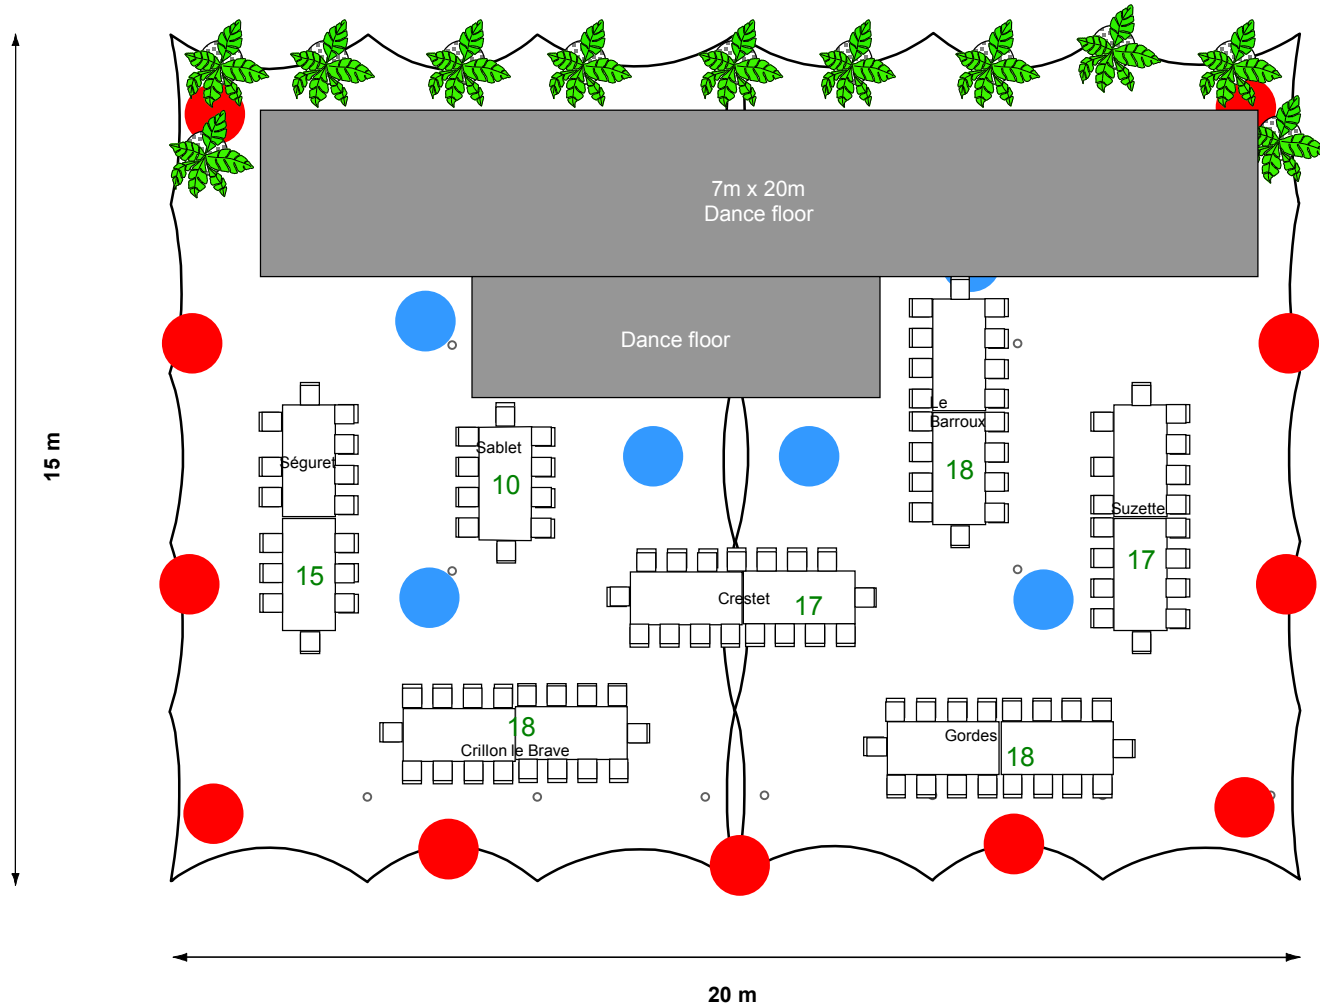 7m x 20m
Dance floor
Dance floor
15 m
Séguret
15
Sablet
10
Le
Barroux
18
Suzette
17
Crestet
17
18
Crillon le Brave
Gordes
18
20 m